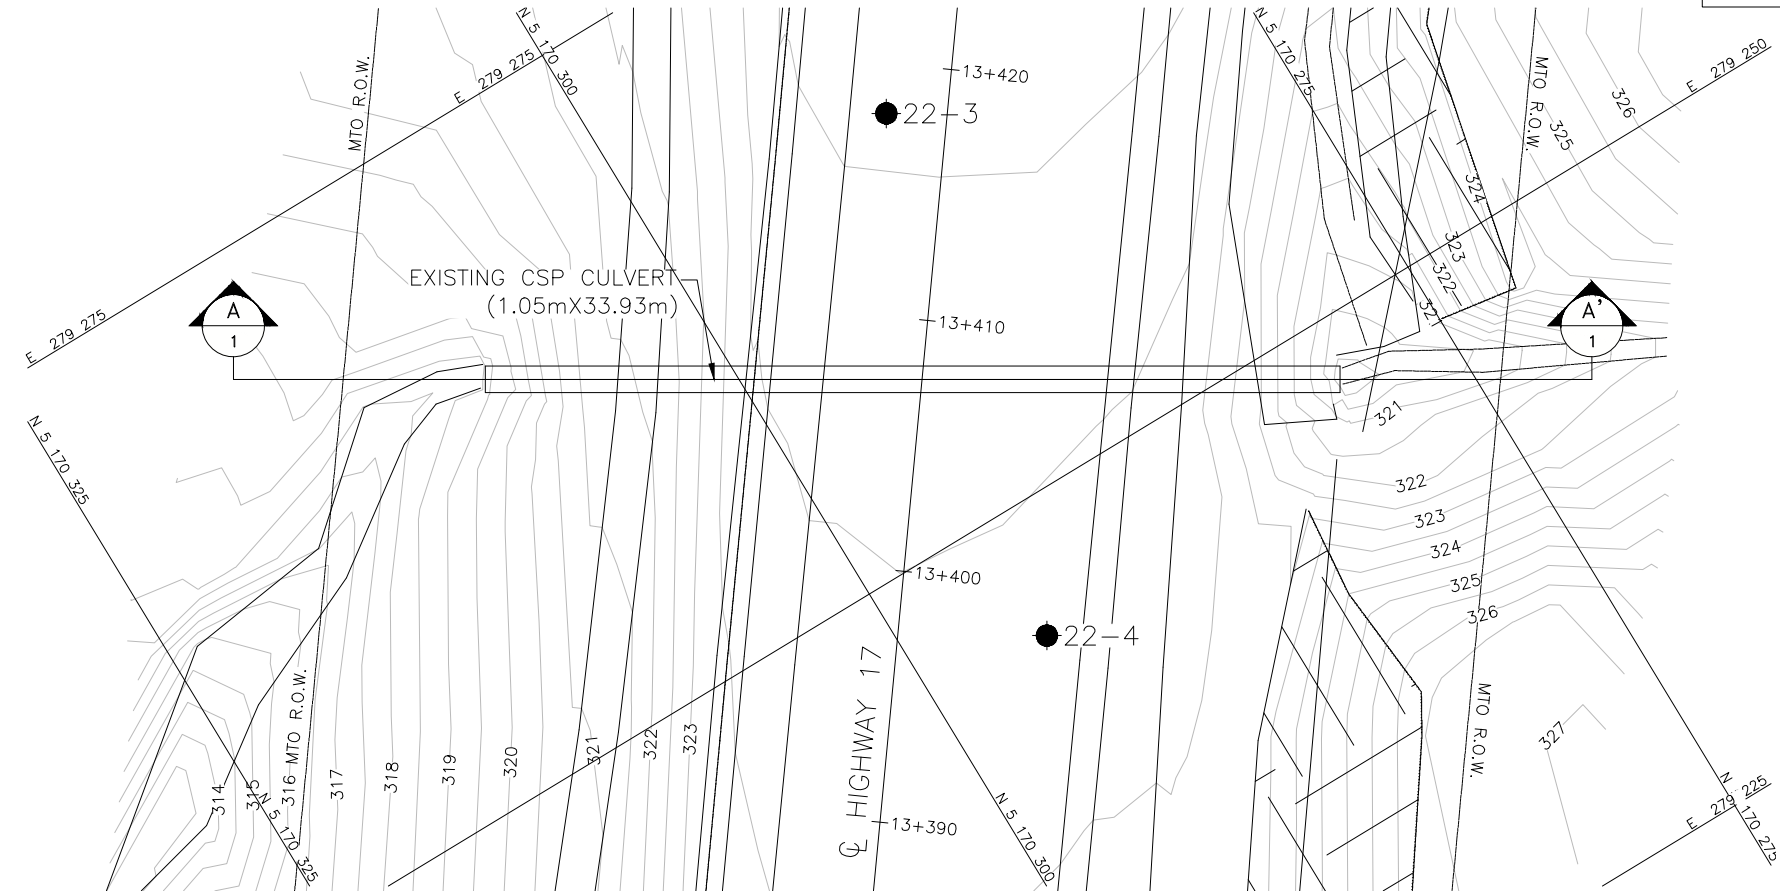 N 5 170 300
E 279 275
MTO R.O.W.
13+420
22-3
N 5 170 275
MTO R.O.W.
E 279 250
326
325
324
323
322
321
EXISTING CSP CULVERT
(1.05mX33.93m)
13+410
A
1
A'
1
E 279 275
321
N 5 170 325
322
323
324
325
326
13+400
22-4
℄ HIGHWAY 17
MTO R.O.W.
MTO R.O.W.
314
315
316
317
318
319
320
321
322
323
327
13+390
N 5 170 325
N 5 170 300
E 279 225
N 5 170 275